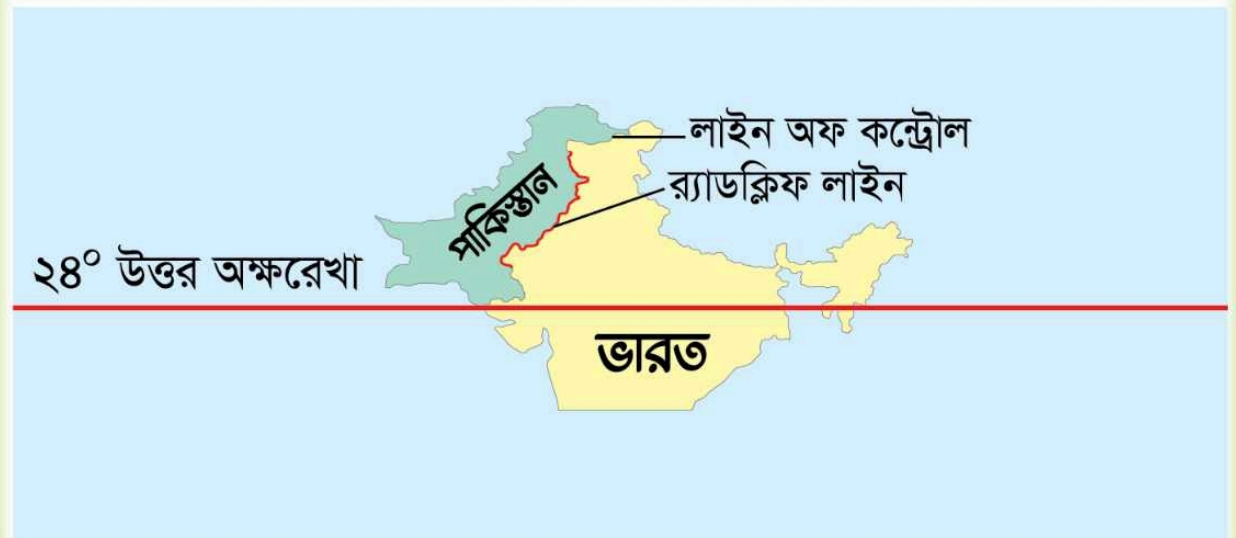 লাইন অফ কন্ট্রোল
র‍্যাডক্লিফ লাইন
পাকিস্তান
২৪° উত্তর অক্ষরেখা
ভারত